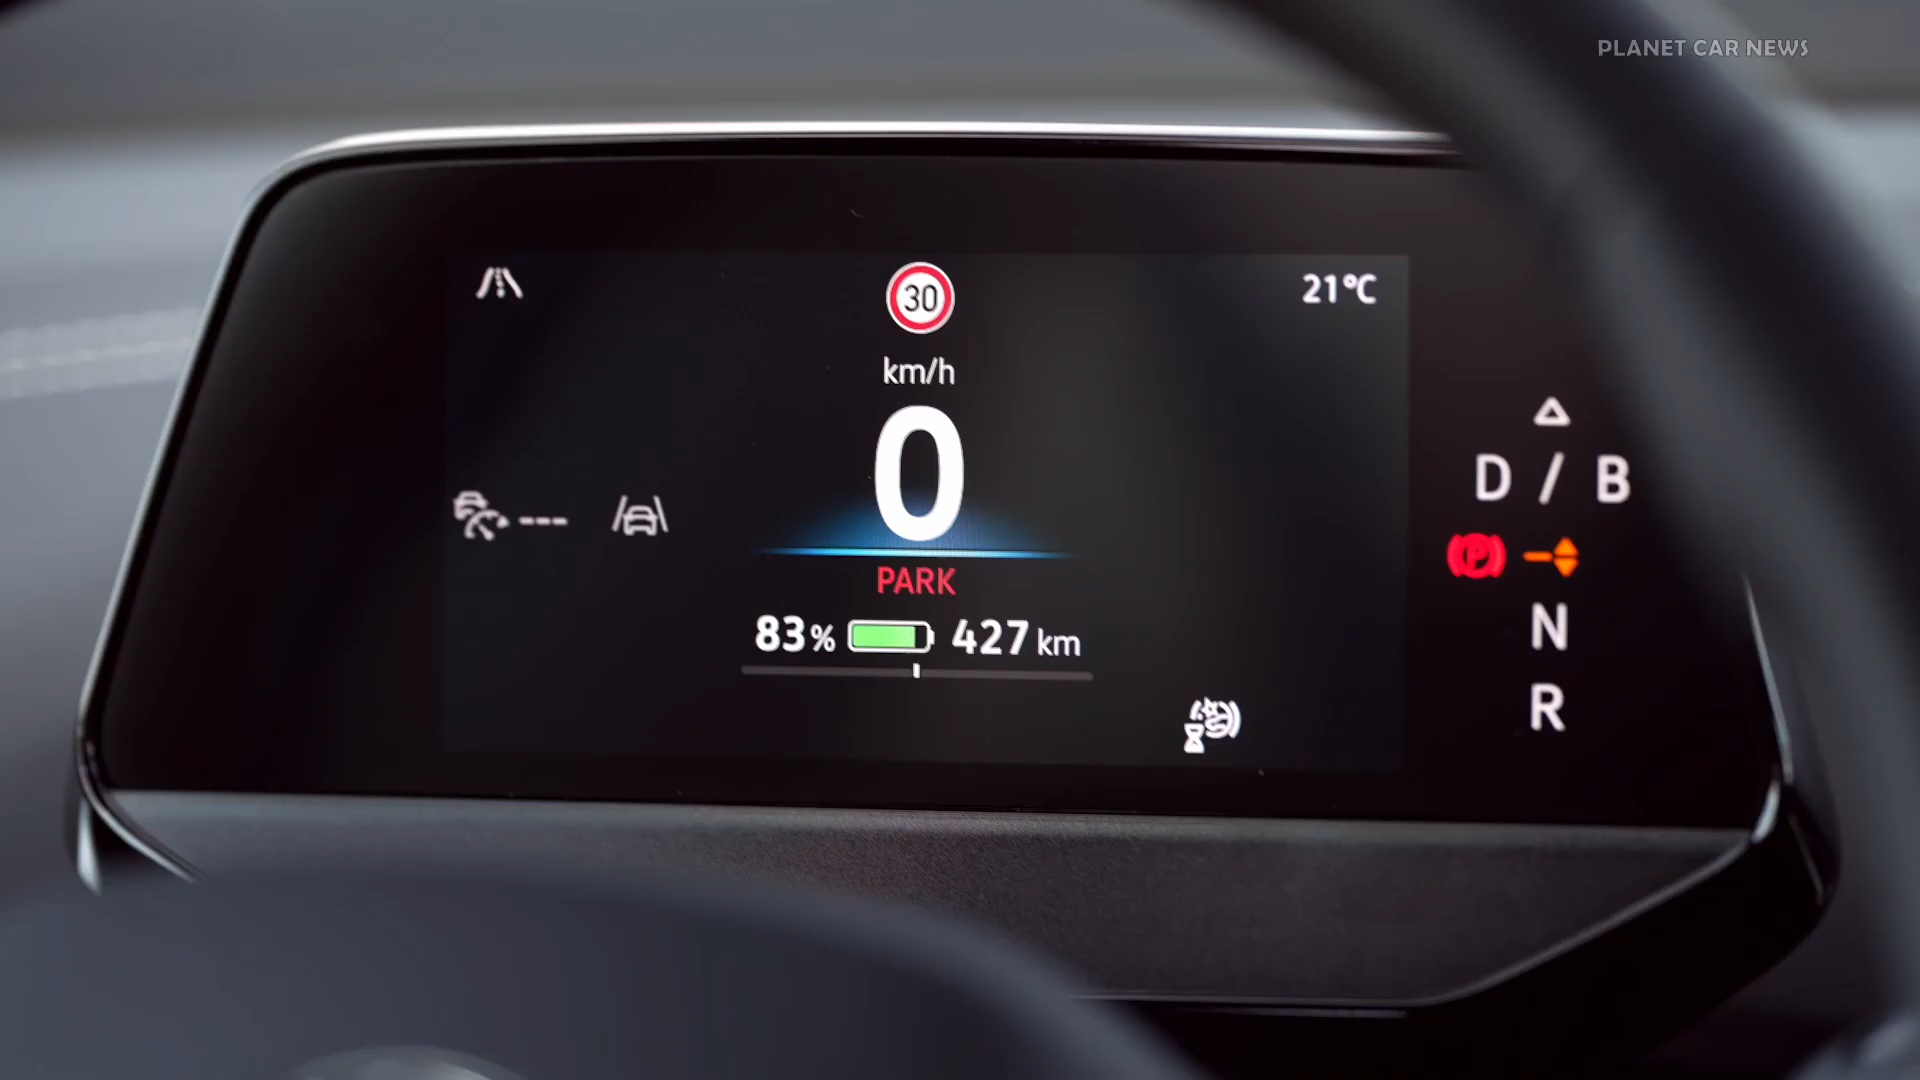 PLANET CAR NEWS
30
21°C
km/h
0
D / B
P
PARK
83% 427 km
N
R